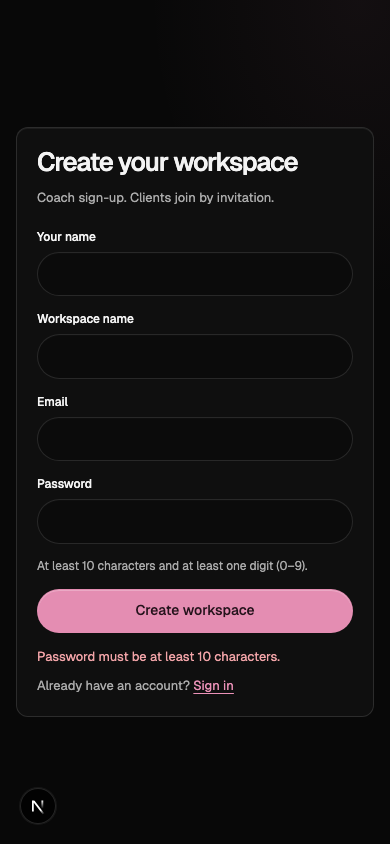 Create your workspace
Coach sign-up. Clients join by invitation.
Your name
Workspace name
Email
Password
At least 10 characters and at least one digit (0–9).
Create workspace
Password must be at least 10 characters.
Already have an account? Sign in
N